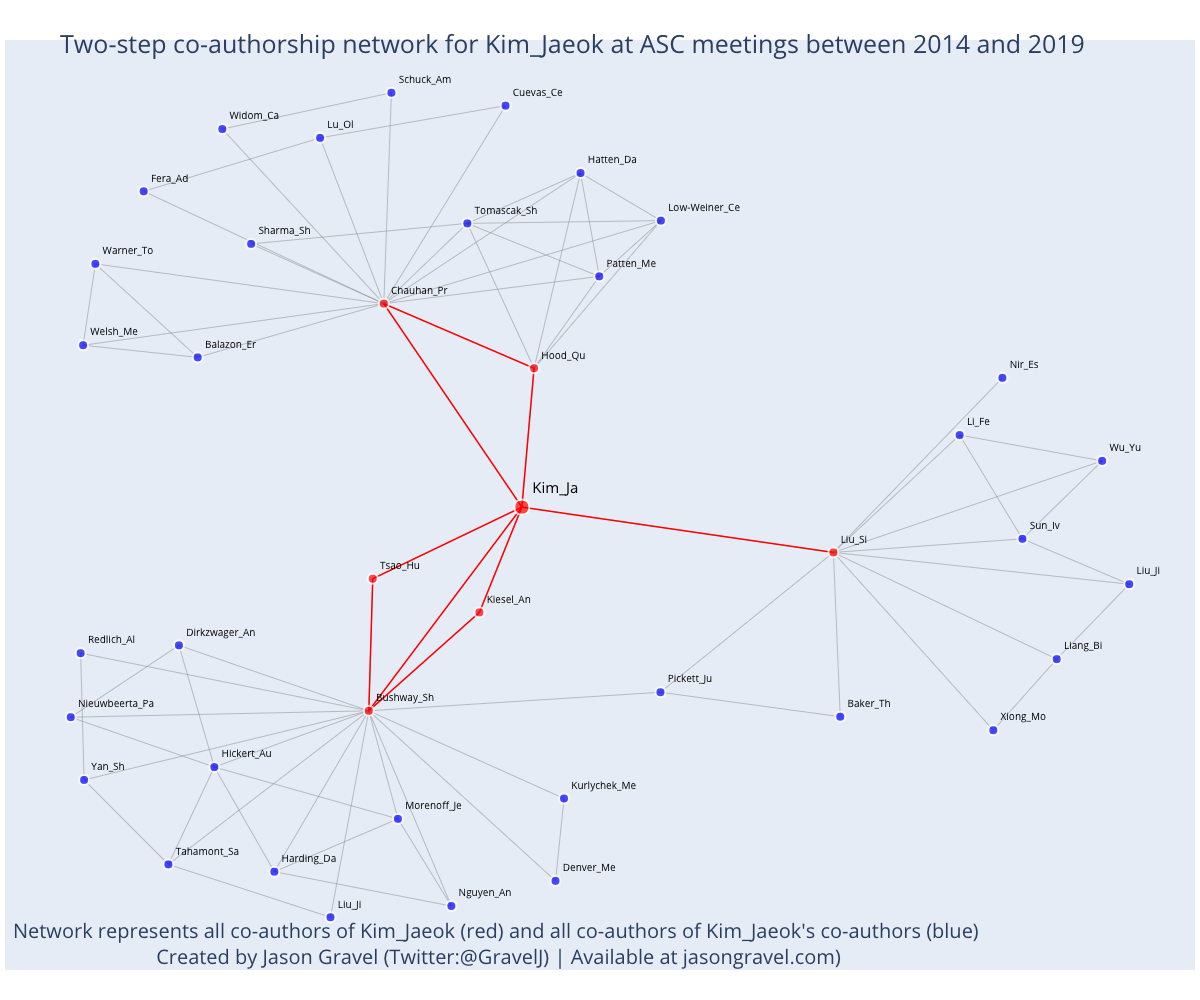 Two-step co-authorship network for Kim_Jaeok at ASC meetings between 2014 and 2019
Schuck_Am
Cuevas_Ce
Widom_Ca
Lu_Ol
Hatten_Da
Fera_Ad
Low-Weiner_Ce
Tomascak_Sh
Sharma_Sh
Warner_To
Patten_Me
Chauhan_Pr
Welsh_Me
Balazon_Er
Hood_Qu
Nir_Es
Li_Fe
Wu_Yu
Kim_Ja
Sun_Iv
Liu_Si
Tsao_Hu
Liu_Ji
Kiesel_An
Redlich_Al
Dirkzwager_An
Liang_Bi
Pickett_Ju
Bushway_Sh
Nieuwbeerta_Pa
Baker_Th
Xiong_Mo
Hickert_Au
Yan_Sh
Kurlychek_Me
Morenoff_Je
Tahamont_Sa
Harding_Da
Denver_Me
Nguyen_An
Liu_Ji
Network represents all co-authors of Kim_Jaeok (red) and all co-authors of Kim_Jaeok's co-authors (blue)
Created by Jason Gravel (Twitter:@GravelJ) | Available at jasongravel.com)